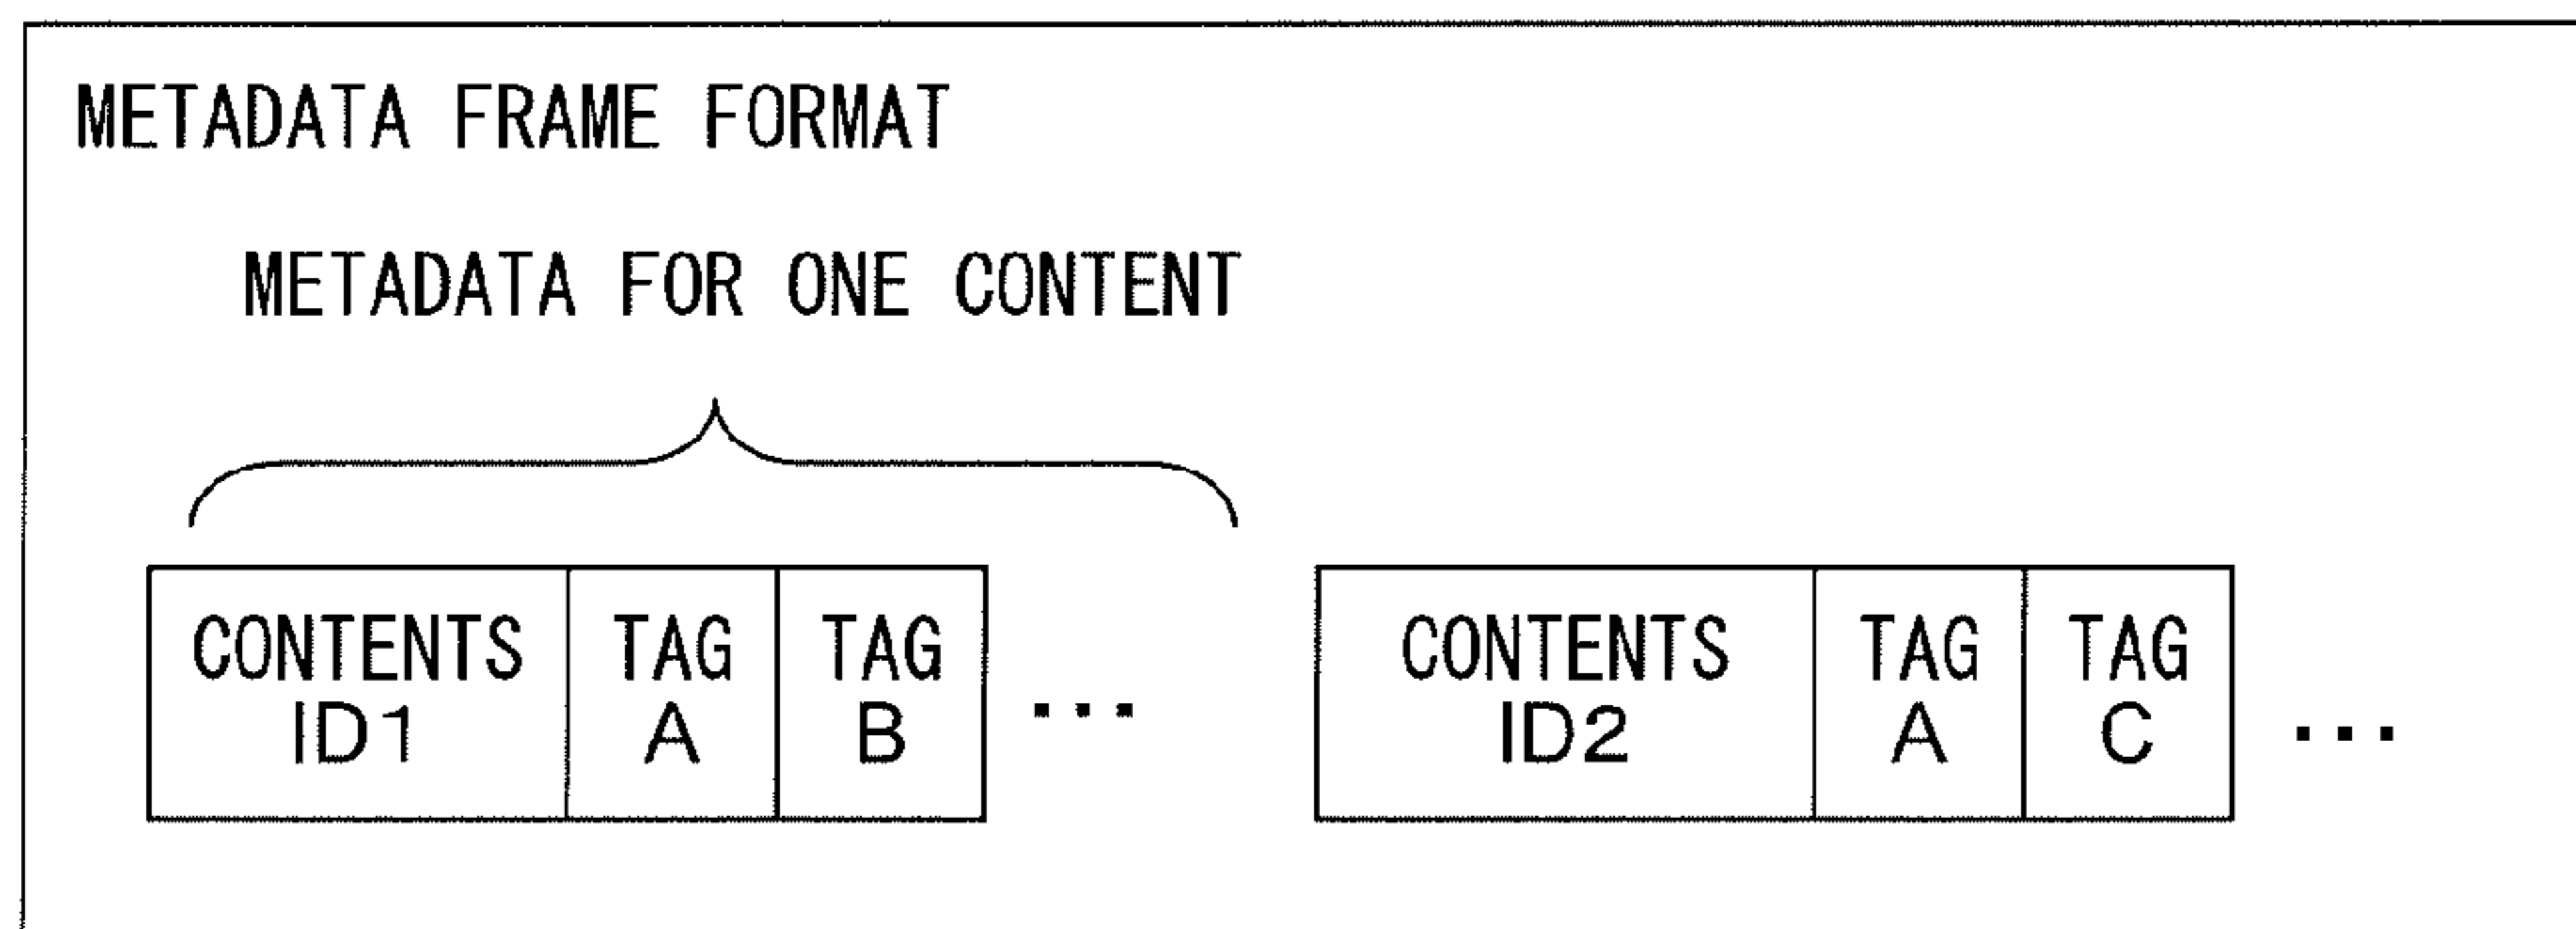 METADATA FRAME FORMAT
METADATA FOR ONE CONTENT
CONTENTS TAG TAG CONTENTS TAG TAG
ID1 A B ... ID2 A C ...